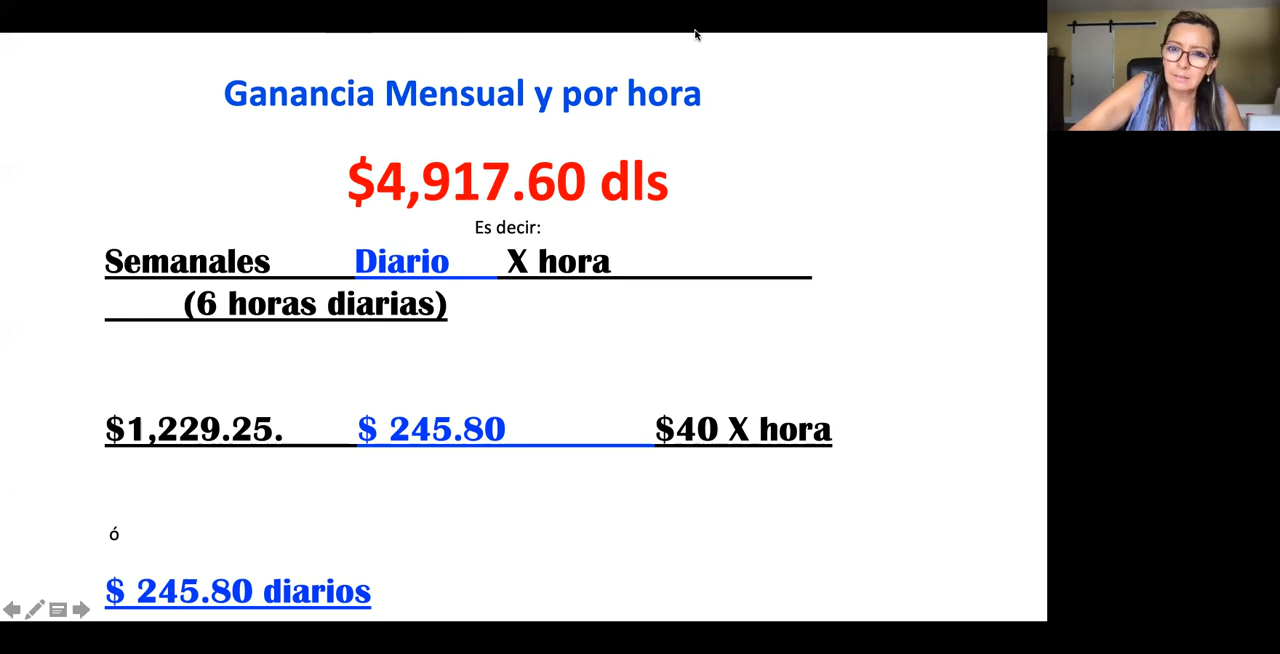 Ganancia Mensual y por hora
$4,917.60 dls
Es decir:
Semanales Diario X hora
(6 horas diarias)
$1,229.25. $ 245.80 $40 X hora
ó
$ 245.80 diarios